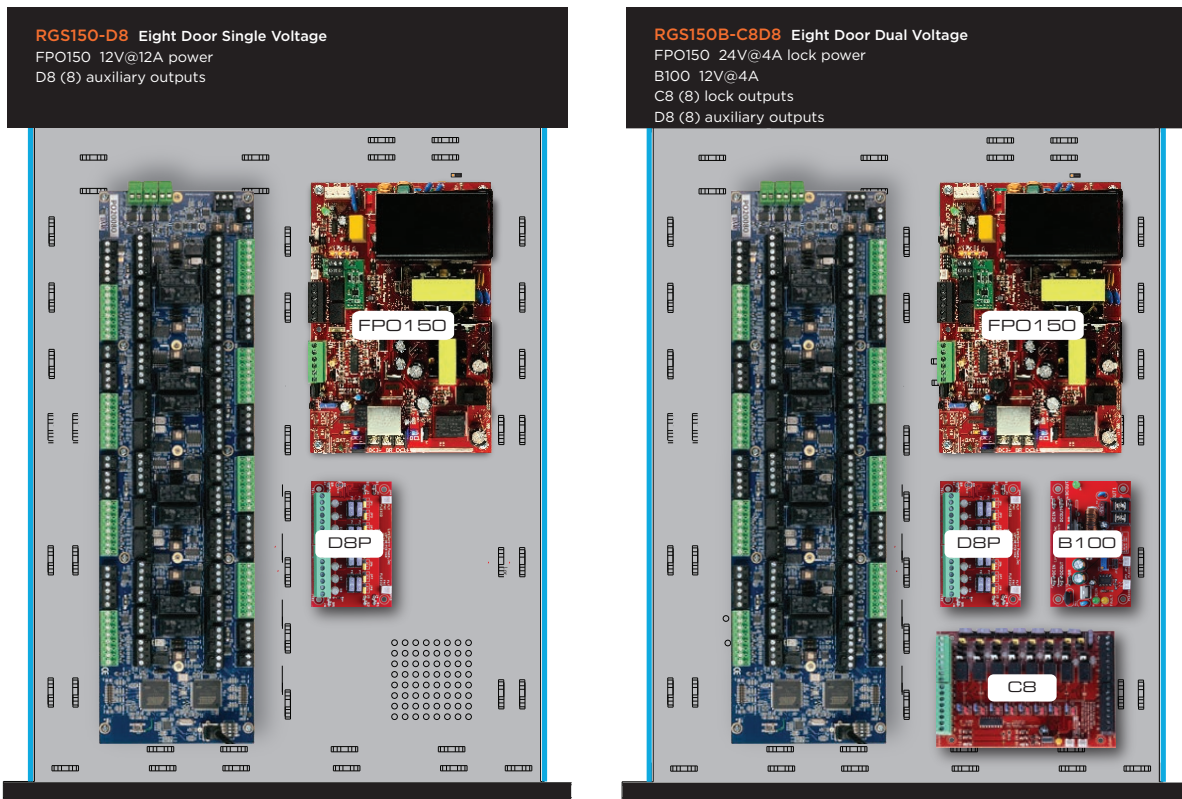 RGS150-D8 Eight Door Single Voltage
FPO150 12V@12A power
D8 (8) auxiliary outputs
FPO150
D8P
RGS150B-C8D8 Eight Door Dual Voltage
FPO150 24V@4A lock power
B100 12V@4A
C8 (8) lock outputs
D8 (8) auxiliary outputs
FPO150
D8P
B100
C8